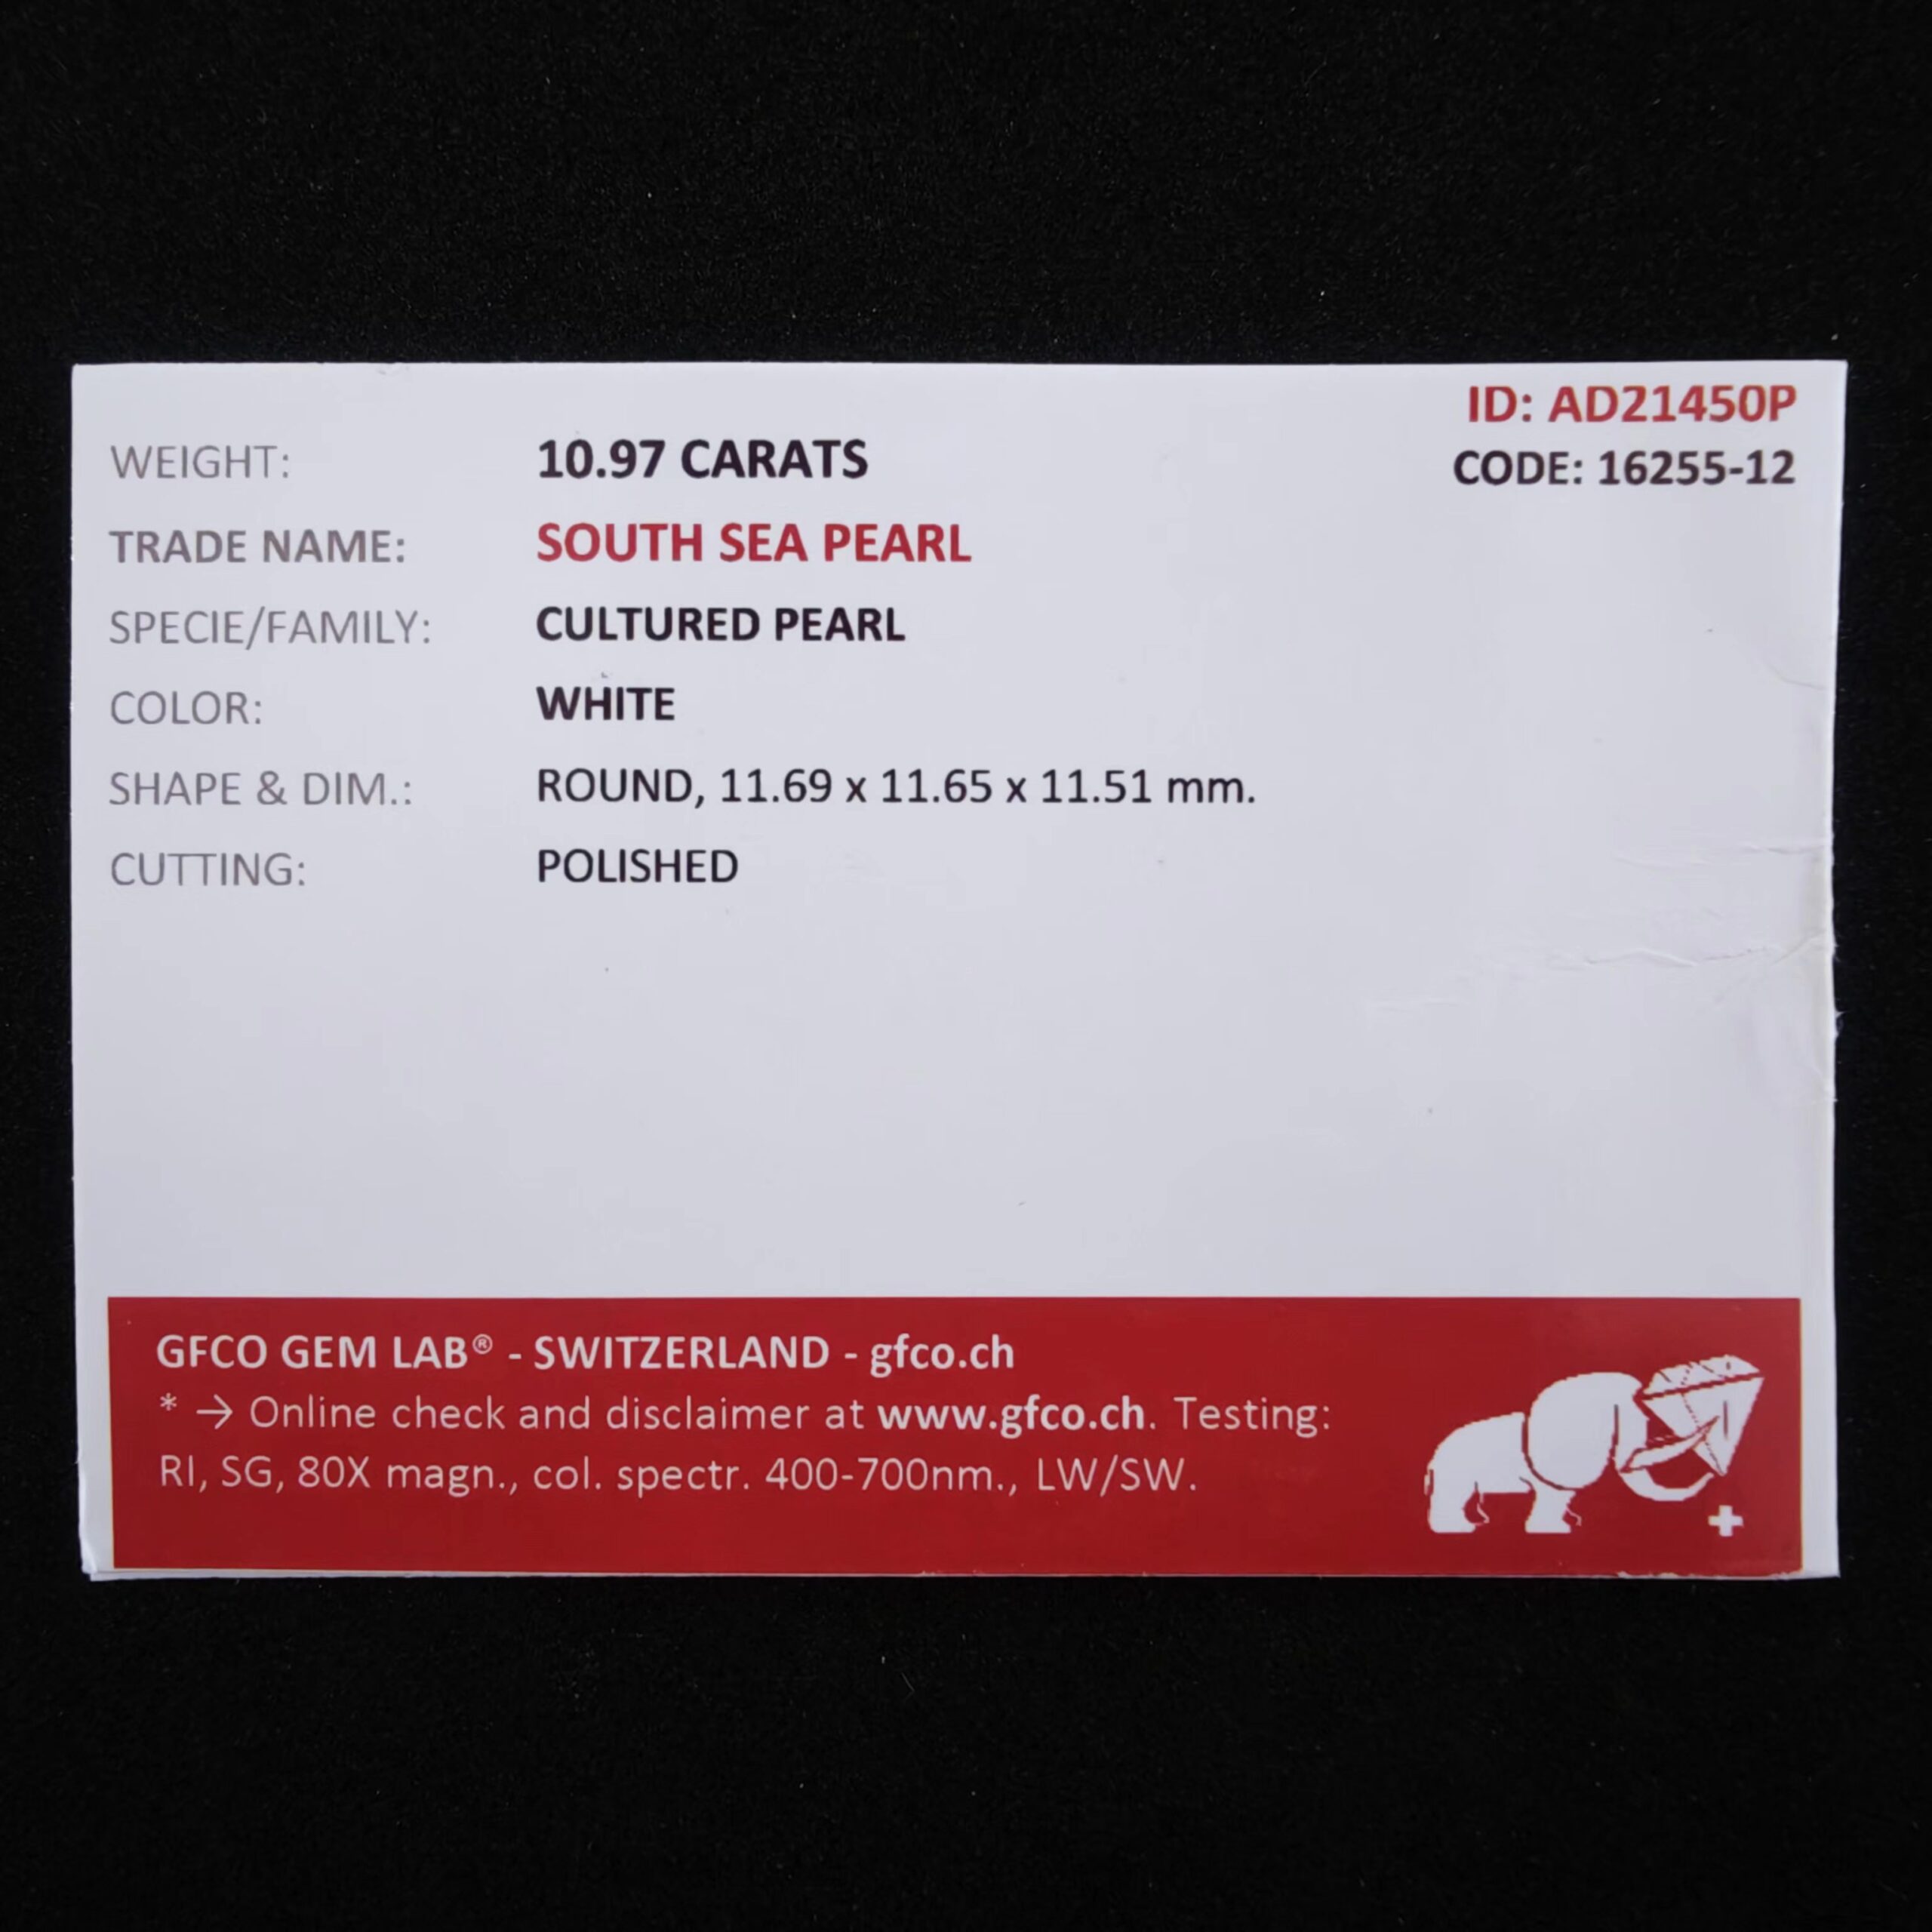 ID: AD21450P
CODE: 16255-12
WEIGHT: 10.97 CARATS
TRADE NAME: SOUTH SEA PEARL
SPECIE/FAMILY: CULTURED PEARL
COLOR: WHITE
SHAPE & DIM.: ROUND, 11.69 x 11.65 x 11.51 mm.
CUTTING: POLISHED
GFCO GEM LAB® - SWITZERLAND - gfco.ch
* → Online check and disclaimer at www.gfco.ch. Testing:
RI, SG, 80X magn., col. spectr. 400-700nm., LW/SW.